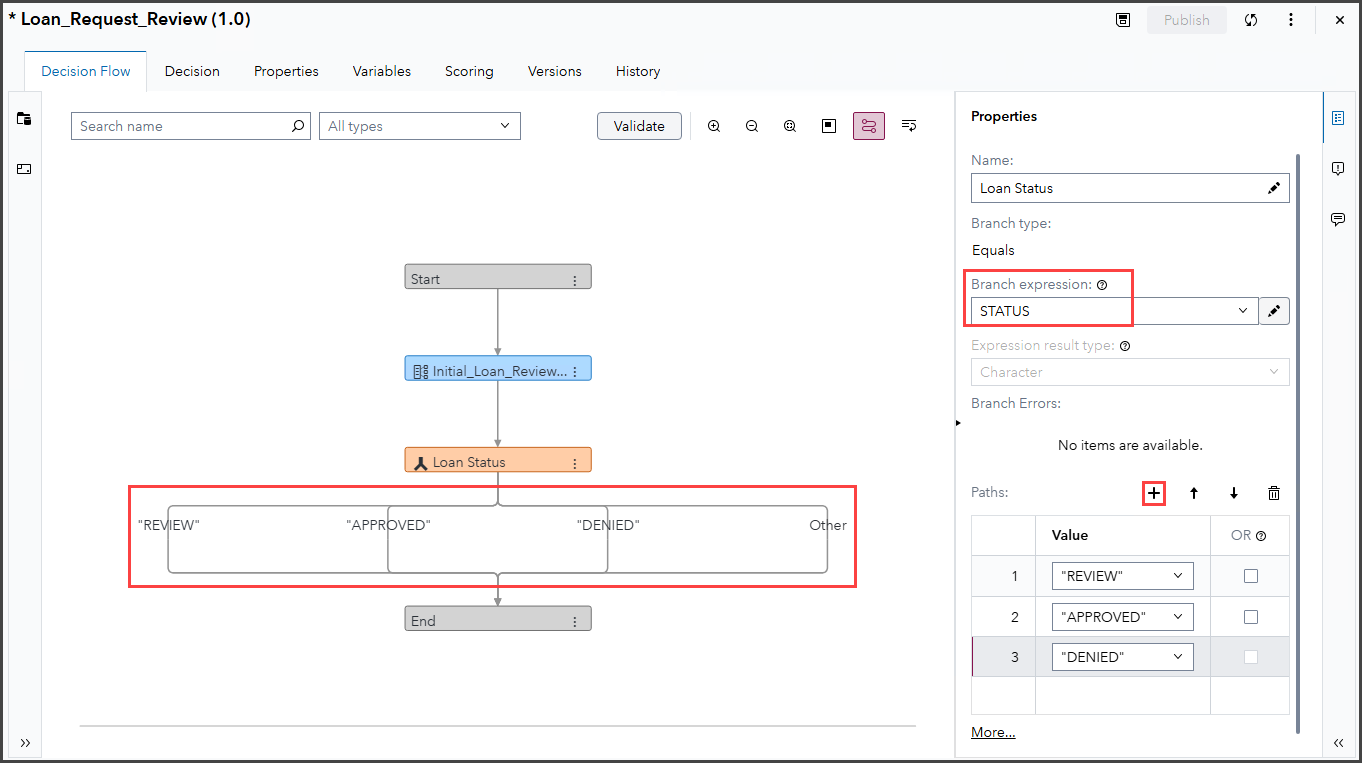 * Loan_Request_Review (1.0)
Publish
Decision Flow
Decision
Properties
Variables
Scoring
Versions
History
Search name
All types
Validate
Start
Initial_Loan_Review...
Loan Status
"REVIEW"
"APPROVED"
"DENIED"
Other
End
Properties
Name:
Loan Status
Branch type:
Equals
Branch expression:
STATUS
Expression result type:
Character
Branch Errors:
No items are available.
Paths:
Value
OR
1
"REVIEW"
2
"APPROVED"
3
"DENIED"
More...